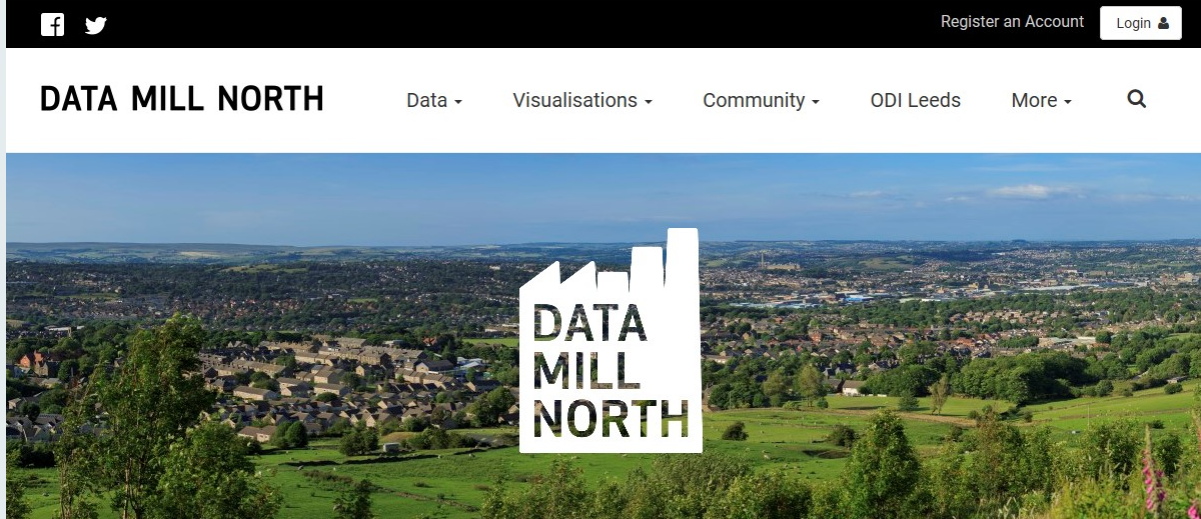 Register an Account Login
DATA MILL NORTH Data Visualisations Community ODI Leeds More
DATA
MILL
NORTH